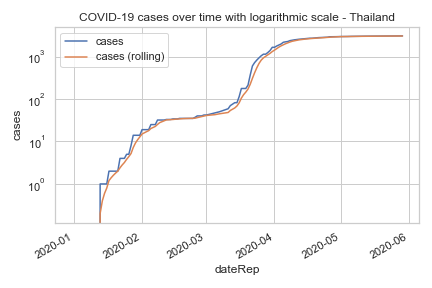 COVID-19 cases over time with logarithmic scale - Thailand
cases
cases (rolling)
10³
10²
10¹
10⁰
cases
2020-01
2020-02
2020-03
2020-04
2020-05
2020-06
dateRep